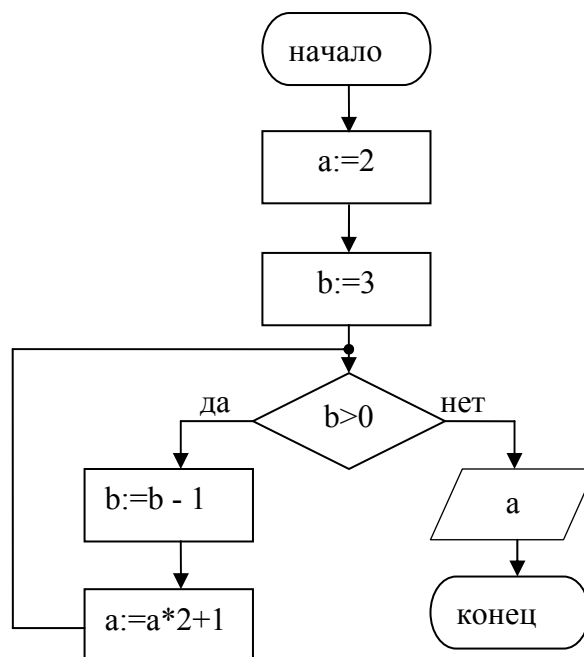 начало
a:=2
b:=3
да
b>0
нет
b:=b - 1
a
a:=a*2+1
конец